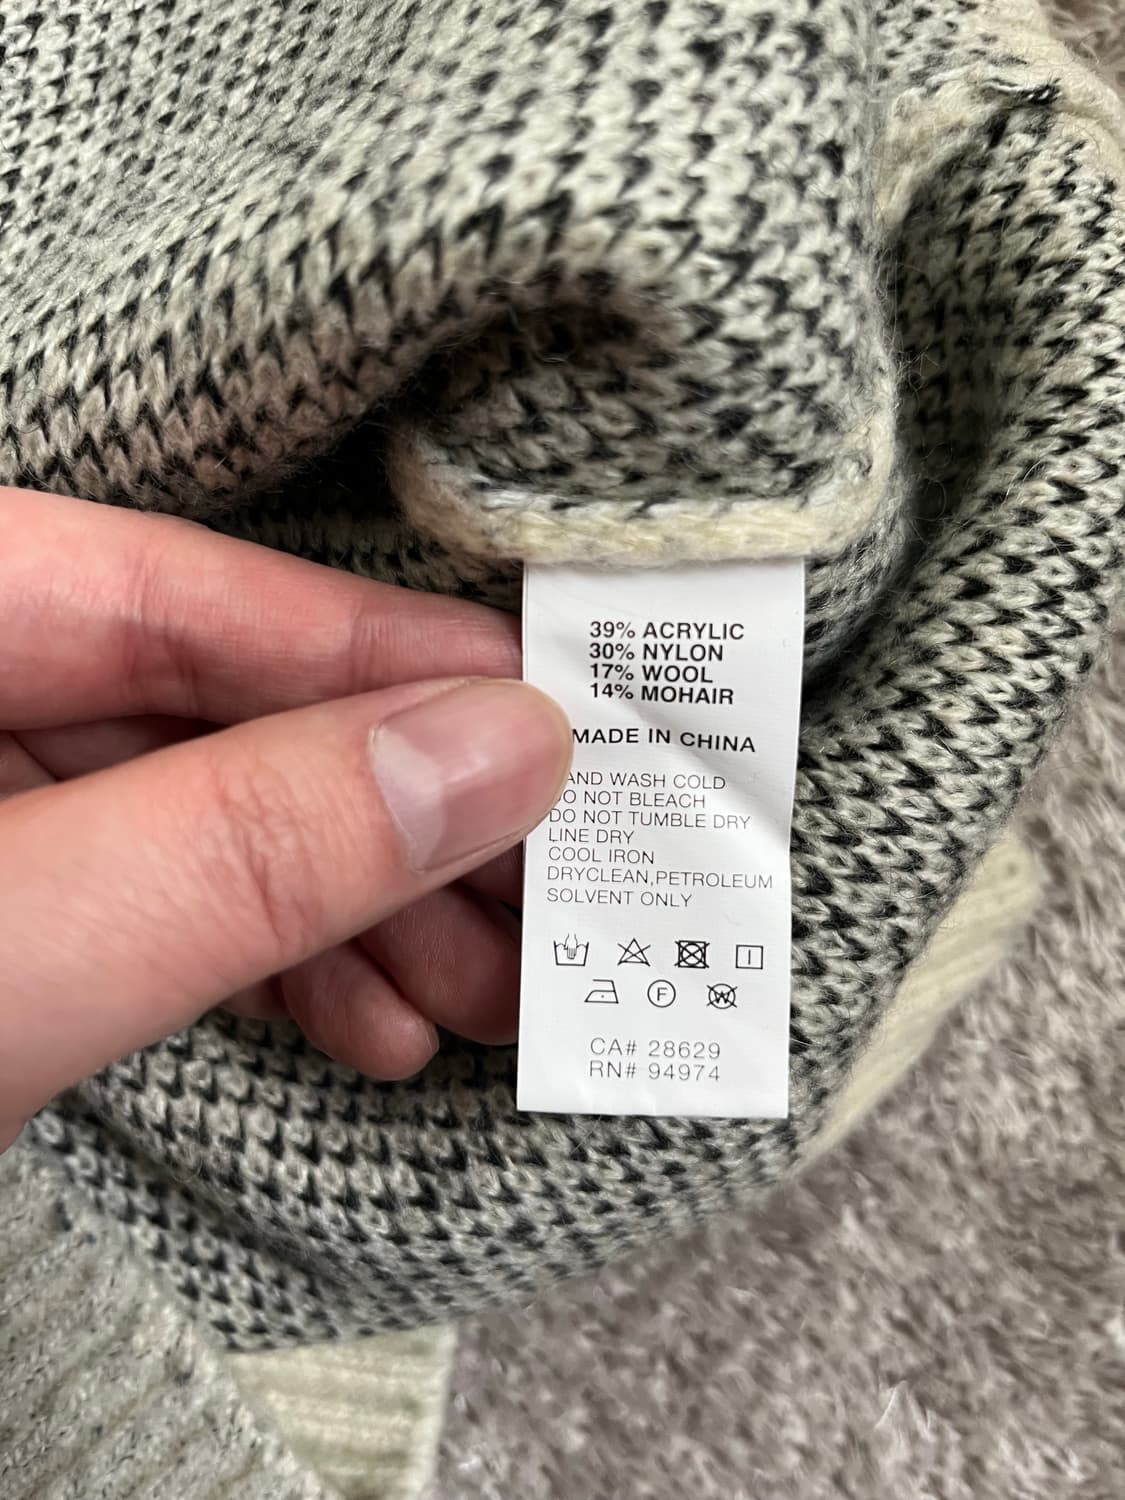 39% ACRYLIC
30% NYLON
17% WOOL
14% MOHAIR
MADE IN CHINA
AND WASH COLD
DO NOT BLEACH
DO NOT TUMBLE DRY
LINE DRY
COOL IRON
DRYCLEAN,PETROLEUM
SOLVENT ONLY
F W
CA# 28629
RN# 94974